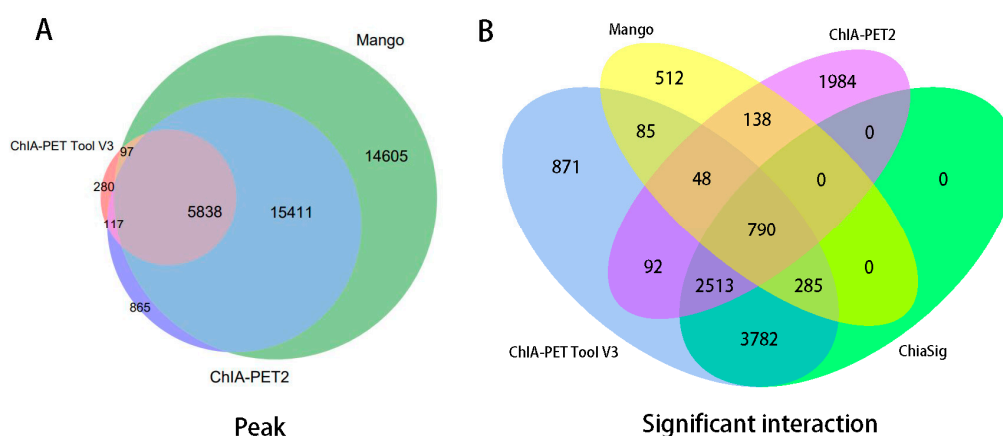 A
Mango
ChIA-PET Tool V3
97
280
117
5838
15411
14605
865
ChIA-PET2
Peak
B
Mango
ChIA-PET2
512
1984
85
138
0
871
48
0
0
790
92
0
2513
285
3782
ChIA-PET Tool V3
ChiaSig
Significant interaction